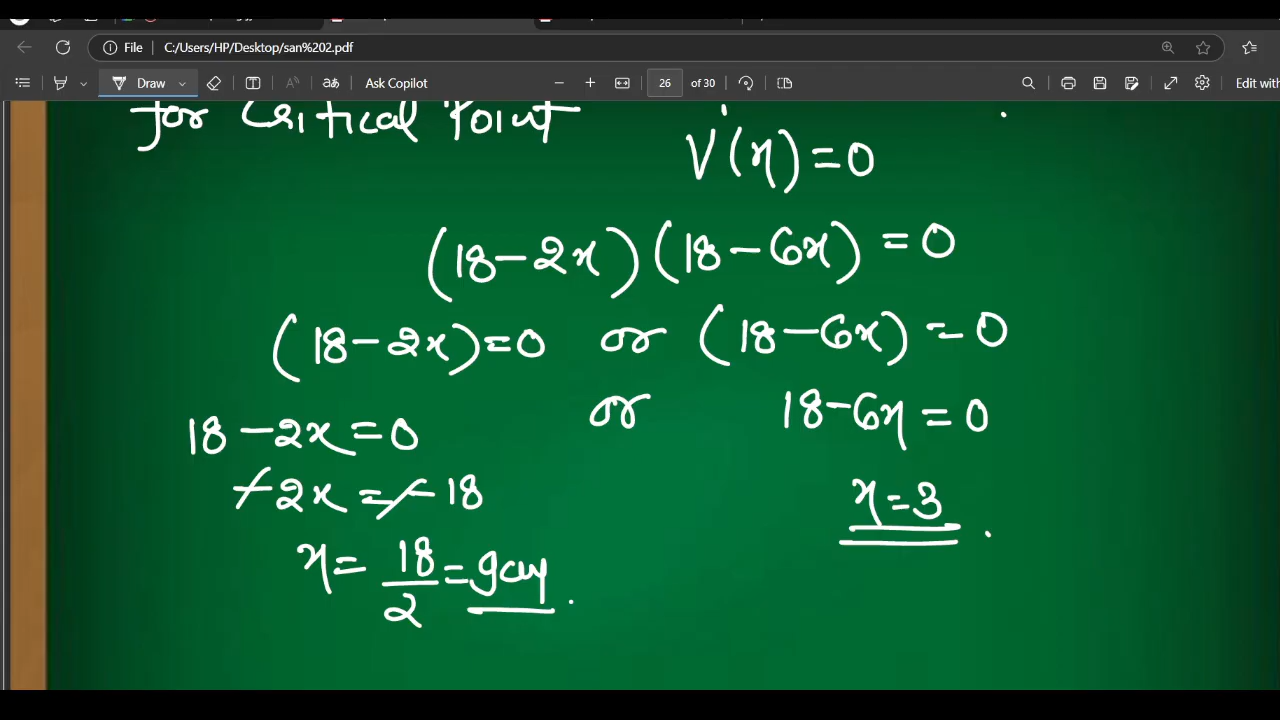 File | C:/Users/HP/Desktop/san%202.pdf
Draw aあ Ask Copilot 26 of 30 Edit with
for Critical Point
V'(x)=0
(18-2x)(18-6x)=0
(18-2x)=0 or (18-6x)=0
18-2x=0 or 18-6x=0
-2x=-18
x=3
x=18/2=9cm